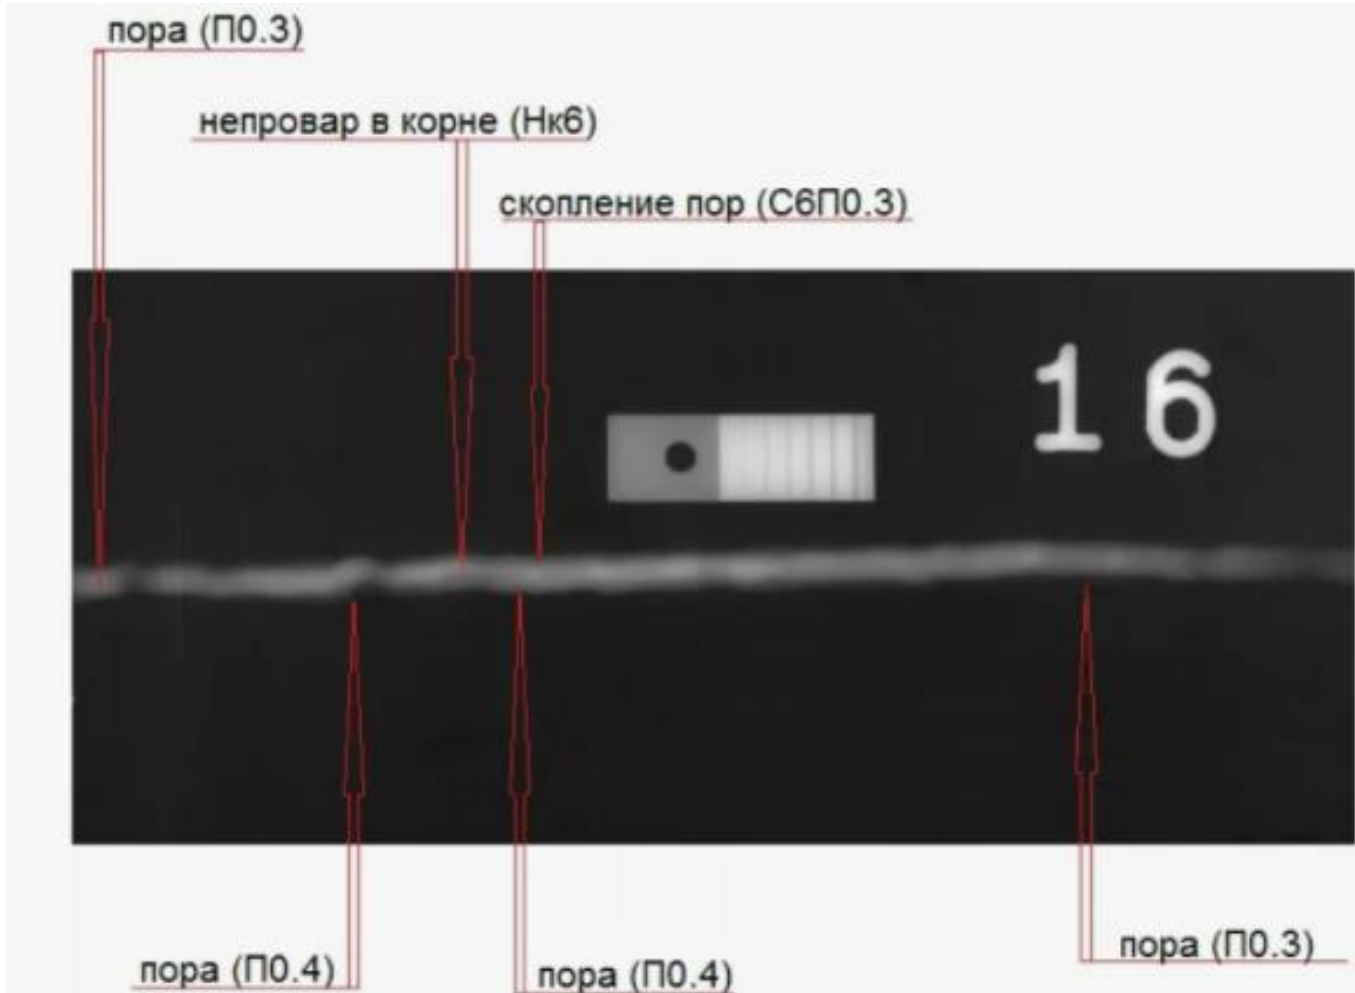 пора (П0.3)
непровар в корне (Нк6)
скопление пор (С6П0.3)
16
пора (П0.4)
пора (П0.4)
пора (П0.3)